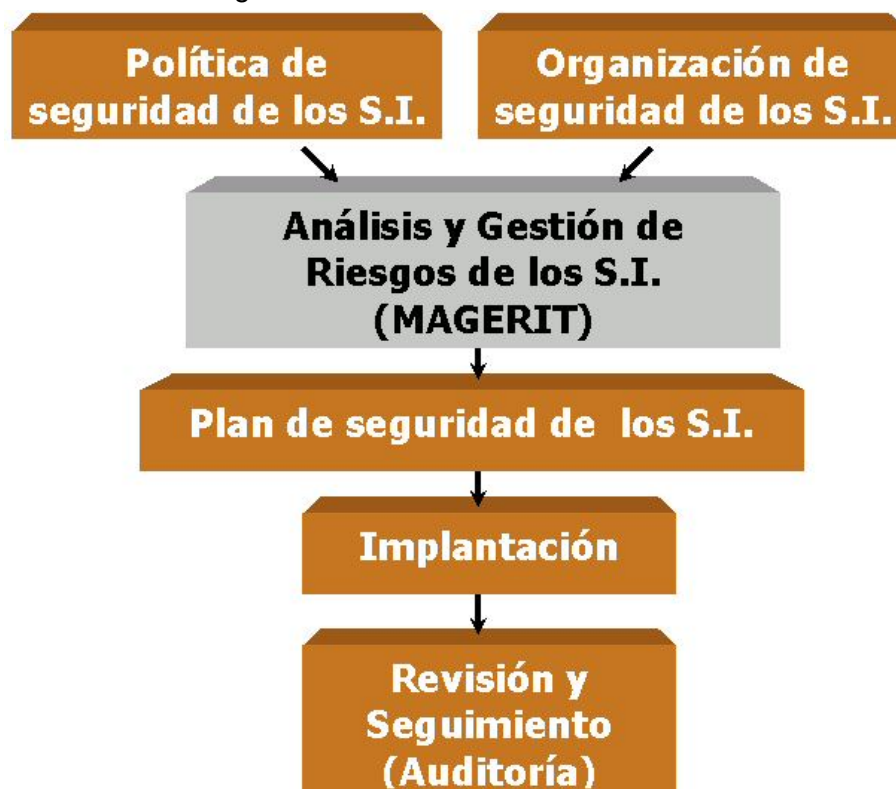 Política de
seguridad de los S.I.
Organización de
seguridad de los S.I.
Análisis y Gestión de
Riesgos de los S.I.
(MAGERIT)
Plan de seguridad de los S.I.
Implantación
Revisión y
Seguimiento
(Auditoría)